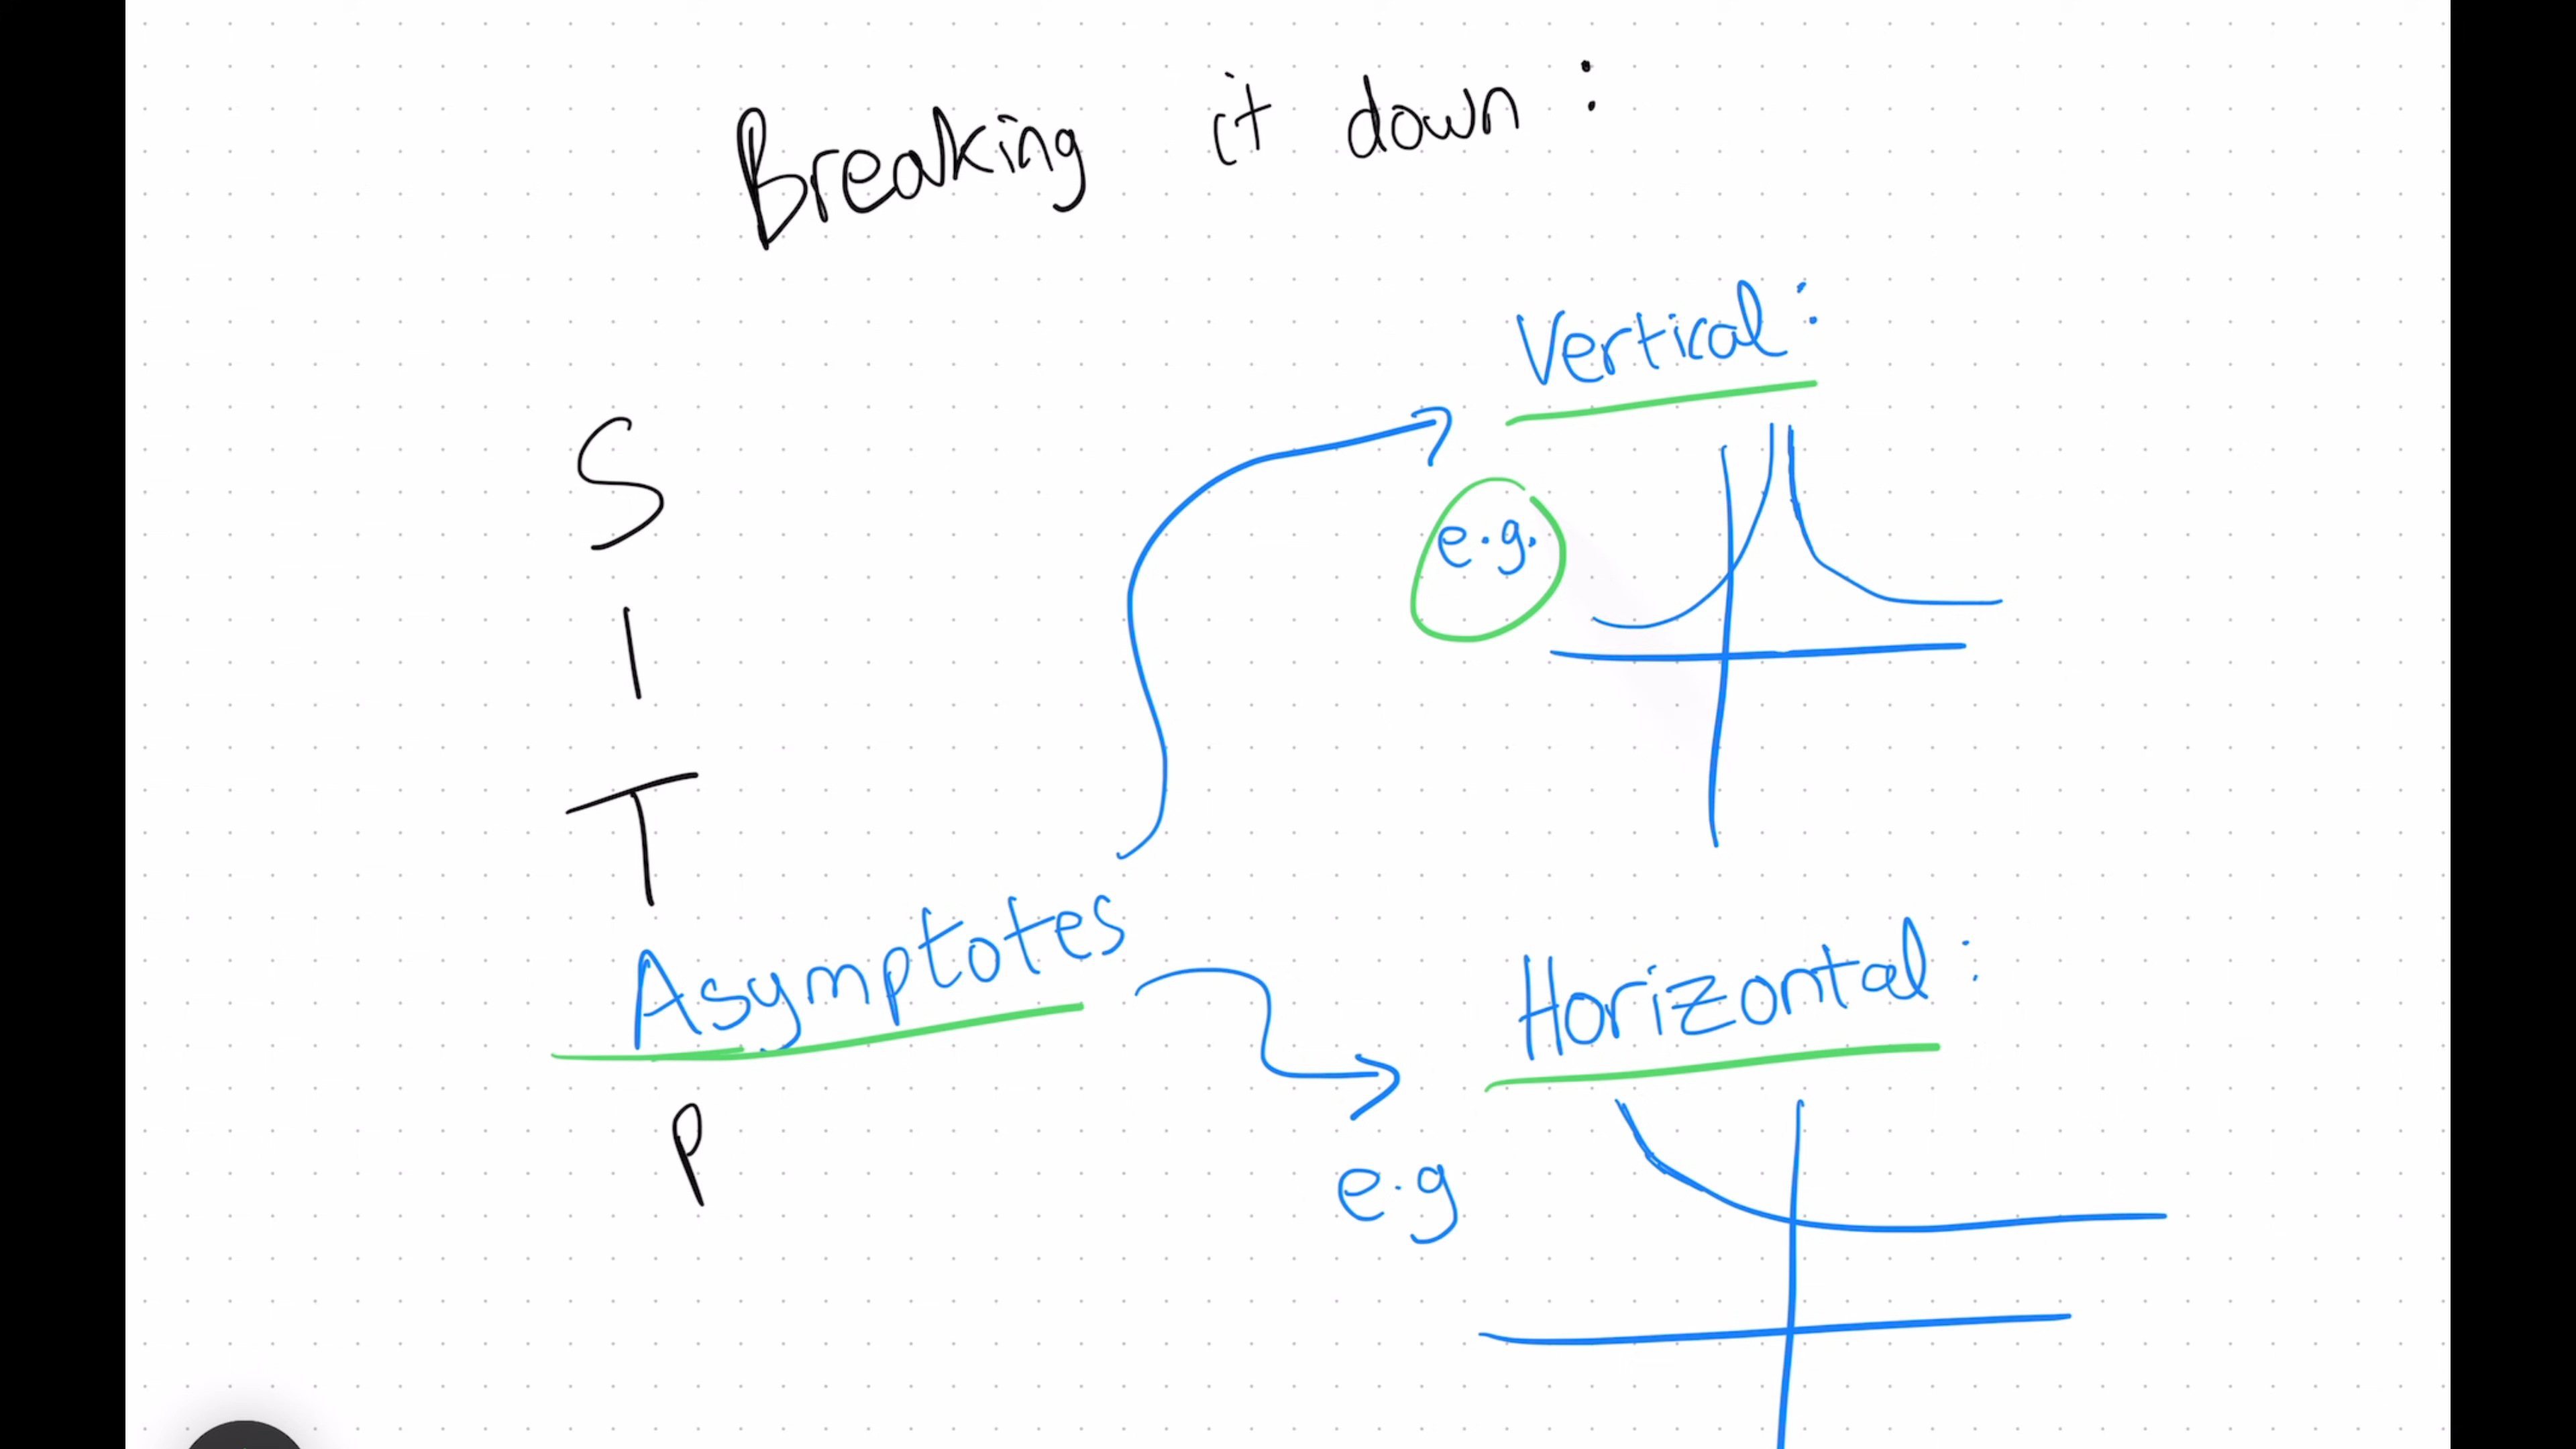 Breaking it down :
Vertical :
S
e.g.
I
T
Asymptotes
Horizontal :
P
e.g